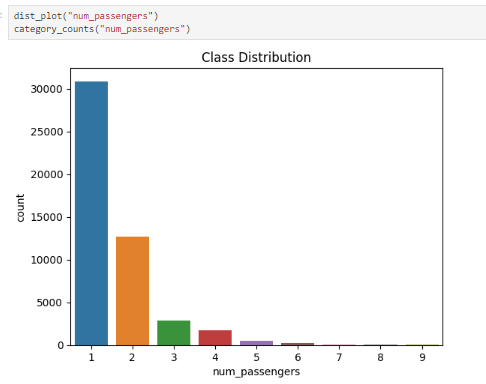 dist_plot("num_passengers")
category_counts("num_passengers")
Class Distribution
30000
25000
20000
15000
10000
5000
0
count
1 2 3 4 5 6 7 8 9
num_passengers